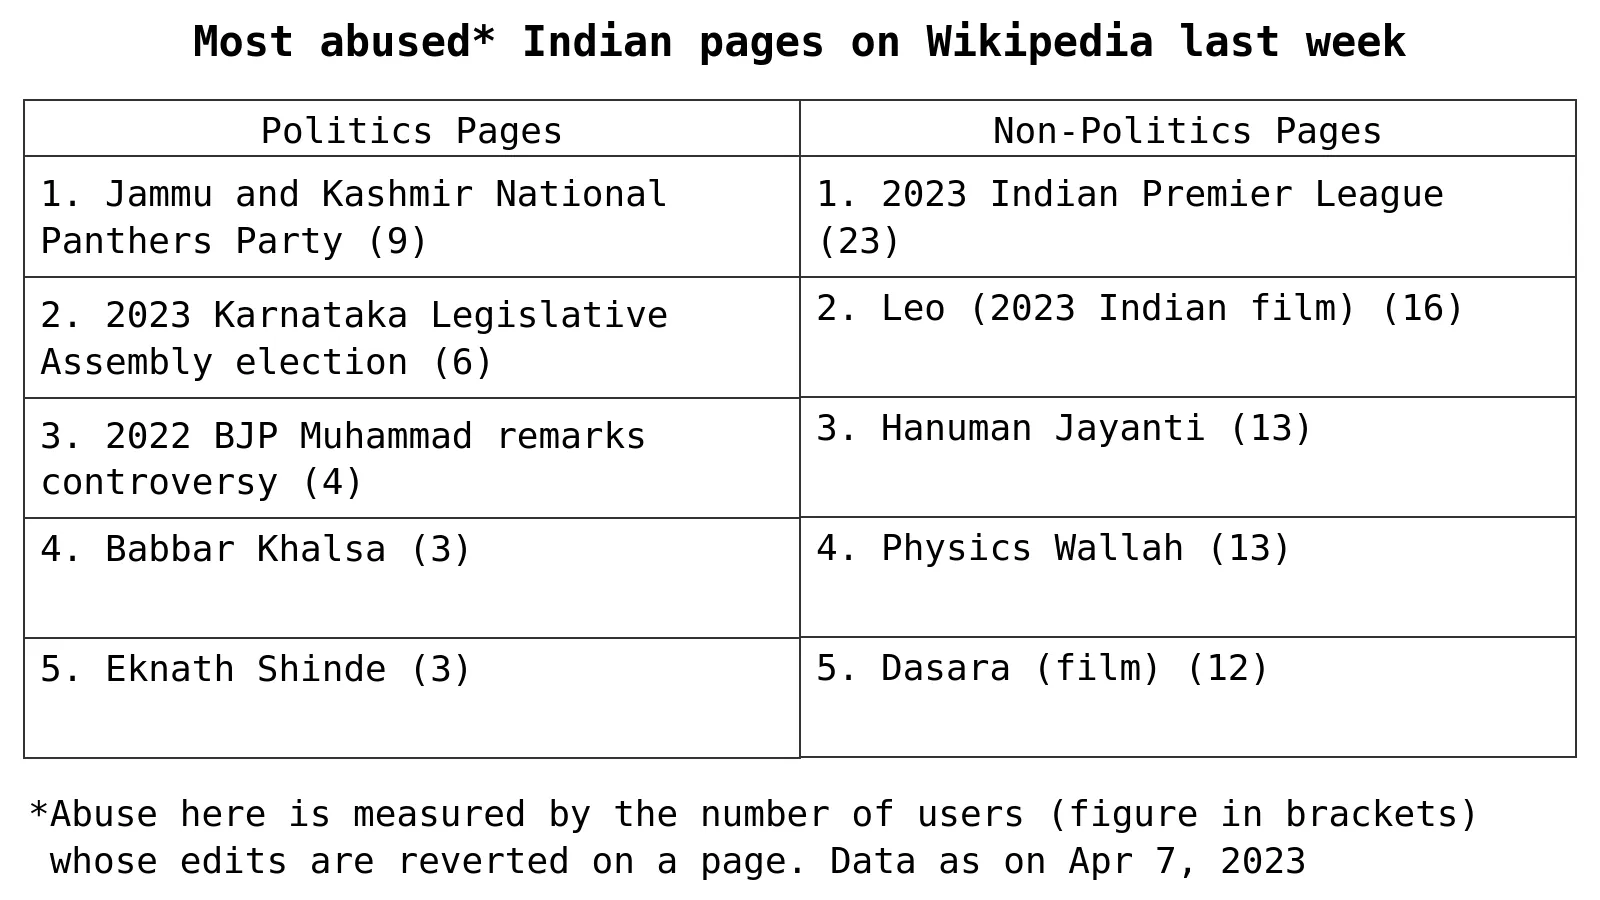 Most abused* Indian pages on Wikipedia last week
Politics Pages
1. Jammu and Kashmir National
Panthers Party (9)
2. 2023 Karnataka Legislative
Assembly election (6)
3. 2022 BJP Muhammad remarks
controversy (4)
4. Babbar Khalsa (3)
5. Eknath Shinde (3)
Non-Politics Pages
1. 2023 Indian Premier League
(23)
2. Leo (2023 Indian film) (16)
3. Hanuman Jayanti (13)
4. Physics Wallah (13)
5. Dasara (film) (12)
*Abuse here is measured by the number of users (figure in brackets)
whose edits are reverted on a page. Data as on Apr 7, 2023